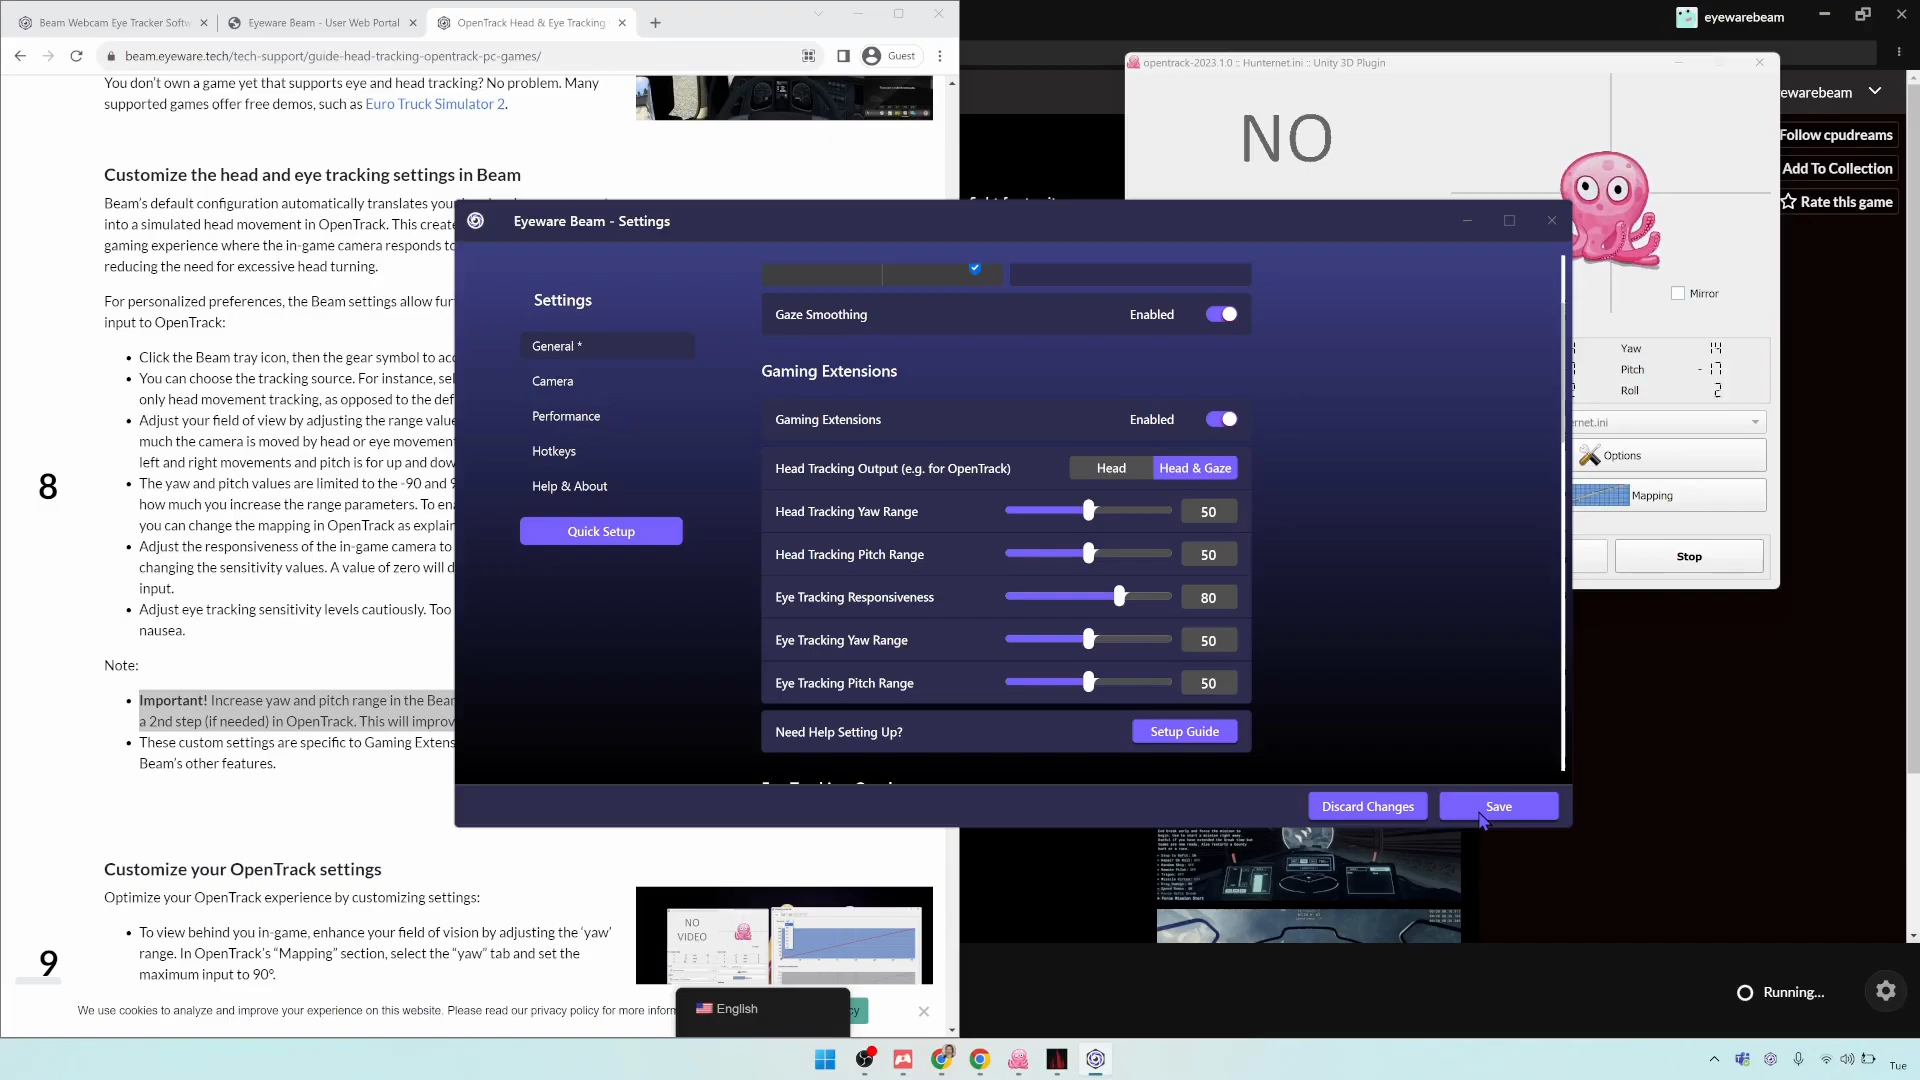 Beam Webcam Eye Tracker Softw
Eyeware Beam - User Web Portal
OpenTrack Head & Eye Tracking
eyewarebeam
beam.eyeware.tech/tech-support/guide-head-tracking-opentrack-pc-games/
Guest
opentrack-2023.1.0 :: Hunternet.ini :: Unity 3D Plugin
You don't own a game yet that supports eye and head tracking? No problem. Many
supported games offer free demos, such as Euro Truck Simulator 2.
ewarebeam
NO
Follow cpudreams
Add To Collection
Rate this game
Customize the head and eye tracking settings in Beam
Beam's default configuration automatically translates your
into a simulated head movement in OpenTrack. This create
gaming experience where the in-game camera responds to
reducing the need for excessive head turning.
For personalized preferences, the Beam settings allow fur
input to OpenTrack:
8
• Click the Beam tray icon, then the gear symbol to acc
• You can choose the tracking source. For instance, sel
only head movement tracking, as opposed to the def
• Adjust your field of view by adjusting the range value
much the camera is moved by head or eye movement
left and right movements and pitch is for up and dow
• The yaw and pitch values are limited to the -90 and 9
how much you increase the range parameters. To ena
you can change the mapping in OpenTrack as explain
• Adjust the responsiveness of the in-game camera to
changing the sensitivity values. A value of zero will d
input.
• Adjust eye tracking sensitivity levels cautiously. Too
nausea.
Note:
• Important! Increase yaw and pitch range in the Bear
a 2nd step (if needed) in OpenTrack. This will improv
• These custom settings are specific to Gaming Extens
Beam's other features.
Eyeware Beam - Settings
Settings
General *
Camera
Performance
Hotkeys
Help & About
Quick Setup
Gaze Smoothing Enabled
Gaming Extensions
Gaming Extensions Enabled
Head Tracking Output (e.g. for OpenTrack) Head Head & Gaze
Head Tracking Yaw Range 50
Head Tracking Pitch Range 50
Eye Tracking Responsiveness 80
Eye Tracking Yaw Range 50
Eye Tracking Pitch Range 50
Need Help Setting Up? Setup Guide
Discard Changes Save
Mirror
Yaw 14
Pitch -17
Roll 2
rnet.ini
Options
Mapping
Stop
Customize your OpenTrack settings
Optimize your OpenTrack experience by customizing settings:
9
• To view behind you in-game, enhance your field of vision by adjusting the 'yaw'
range. In OpenTrack's "Mapping" section, select the "yaw" tab and set the
maximum input to 90°.
NO
VIDEO
We use cookies to analyze and improve your experience on this website. Please read our privacy policy for more inform
English
cy
Running...
Tue